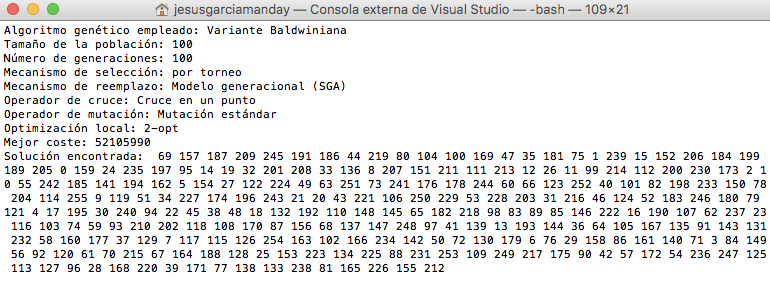 jesusgarciamanday — Consola externa de Visual Studio — -bash — 109×21
Algoritmo genético empleado: Variante Baldwiniana
Tamaño de la población: 100
Número de generaciones: 100
Mecanismo de selección: por torneo
Mecanismo de reemplazo: Modelo generacional (SGA)
Operador de cruce: Cruce en un punto
Operador de mutación: Mutación estándar
Optimización local: 2-opt
Mejor coste: 52105990
Solución encontrada:  69 157 187 209 245 191 186 44 219 80 104 100 169 47 35 181 75 1 239 15 152 206 184 199
189 205 0 159 24 235 197 95 14 19 32 201 208 33 136 8 207 151 211 111 213 12 26 11 99 214 112 200 230 173 2 1
0 55 242 185 141 194 162 5 154 27 122 224 49 63 251 73 241 176 178 244 60 66 123 252 40 101 82 198 233 150 78
204 114 255 9 119 51 34 227 174 196 243 21 20 43 221 106 250 229 53 228 203 31 216 46 124 52 183 246 180 79
121 4 17 195 30 240 94 22 45 38 48 18 132 192 110 148 145 65 182 218 98 83 89 85 146 222 16 190 107 62 237 23
116 103 74 59 93 210 202 118 108 170 87 156 68 137 147 248 97 41 139 13 193 144 36 64 105 167 135 91 143 131
232 58 160 177 37 129 7 117 115 126 254 163 102 166 234 142 50 72 130 179 6 76 29 158 86 161 140 71 3 84 149
56 92 120 61 70 215 67 164 188 128 25 153 223 134 225 88 231 253 109 249 217 175 90 42 57 172 54 236 247 125
113 127 96 28 168 220 39 171 77 138 133 238 81 165 226 155 212